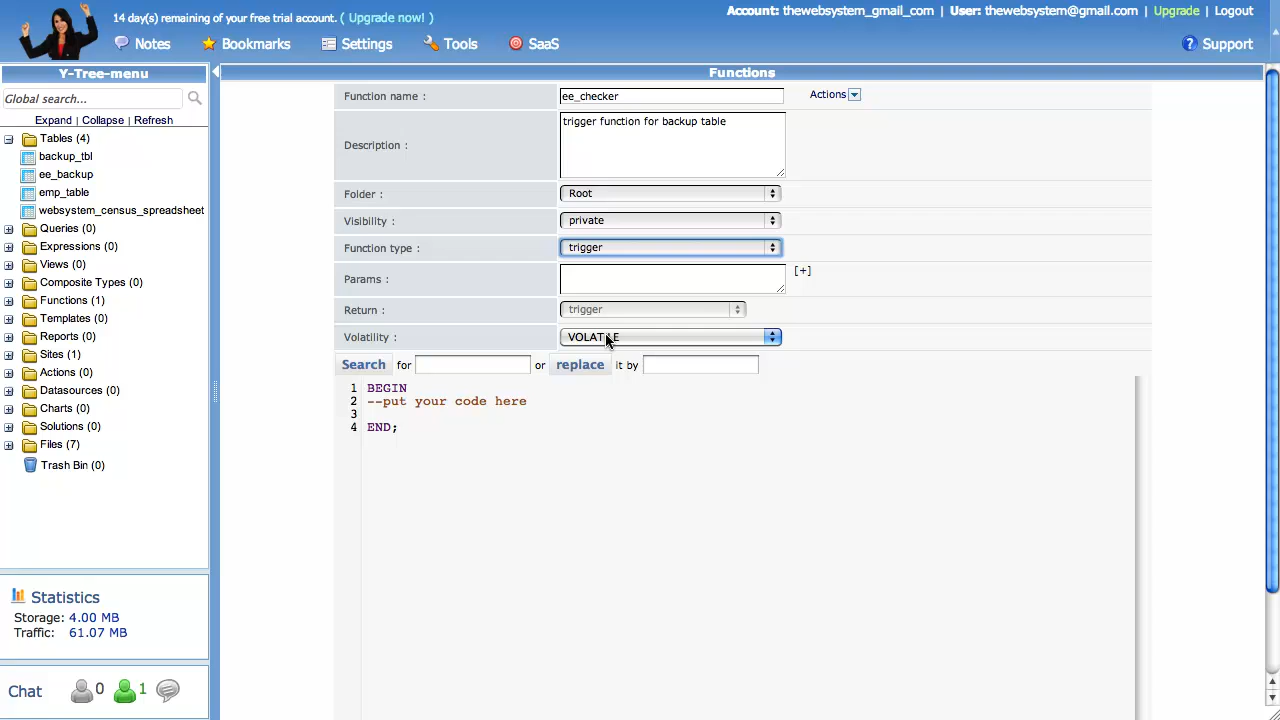 14 day(s) remaining of your free trial account. ( Upgrade now! )
Account: thewebsystem_gmail_com | User: thewebsystem@gmail.com | Upgrade | Logout
Notes Bookmarks Settings Tools SaaS Support
Y-Tree-menu
Functions
Global search...
Expand | Collapse | Refresh
Tables (4)
backup_tbl
ee_backup
emp_table
websystem_census_spreadsheet
Queries (0)
Expressions (0)
Views (0)
Composite Types (0)
Functions (1)
Templates (0)
Reports (0)
Sites (1)
Actions (0)
Datasources (0)
Charts (0)
Solutions (0)
Files (7)
Trash Bin (0)
Statistics
Storage: 4.00 MB
Traffic: 61.07 MB
Chat 0 1
Function name : ee_checker Actions
Description : trigger function for backup table
Folder : Root
Visibility : private
Function type : trigger
Params : [+]
Return : trigger
Volatility : VOLATILE
Search for or replace it by
1 BEGIN
2 --put your code here
3
4 END;